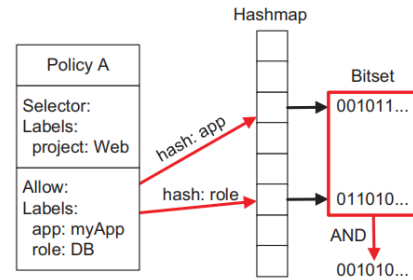 Hashmap
Policy A
Bitset
Selector:
Labels:
project: Web
hash: app
001011...
Allow:
Labels:
app: myApp
role: DB
hash: role
011010...
AND
001010...